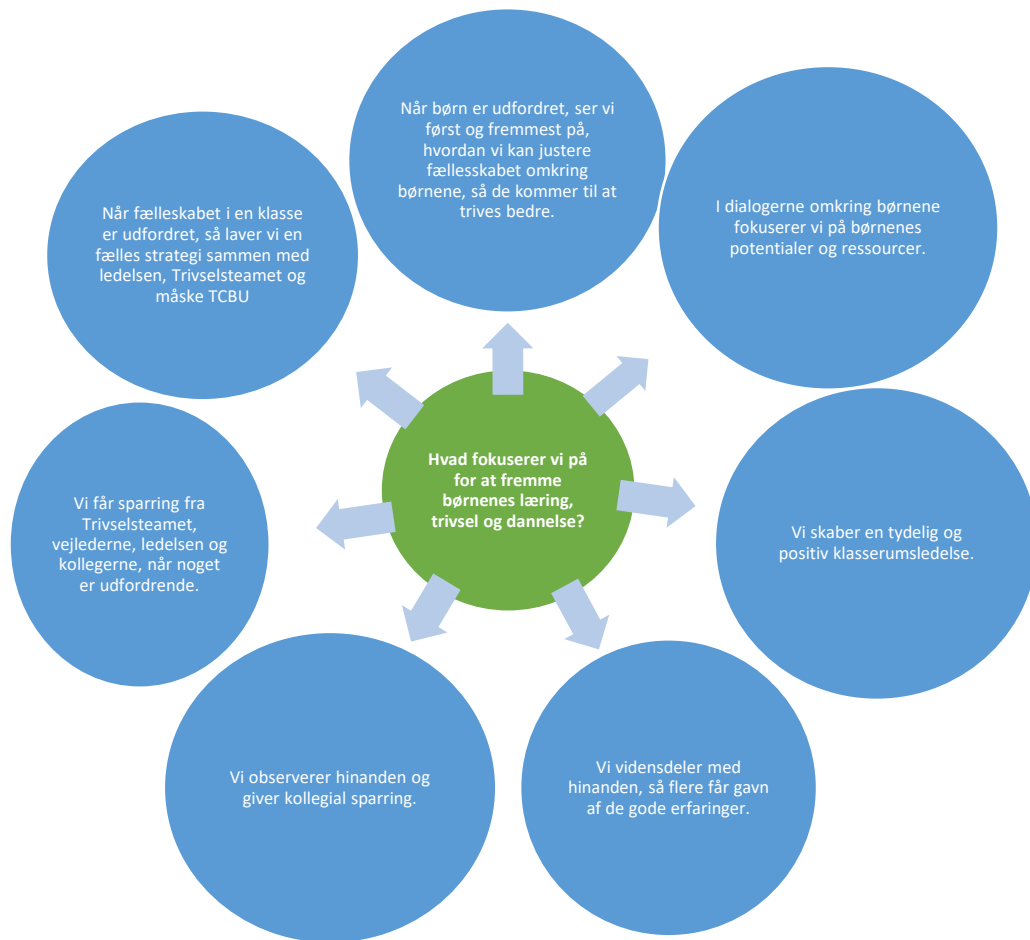 Når børn er udfordret, ser vi
først og fremmest på,
hvordan vi kan justere
fællesskabet omkring
børnene, så de kommer til at
trives bedre.
I dialogerne omkring børnene
fokuserer vi på børnenes
potentialer og ressourcer.
Vi skaber en tydelig og
positiv klasserumsledelse.
Vi vidensdeler med
hinanden, så flere får gavn
af de gode erfaringer.
Vi observerer hinanden og
giver kollegial sparring.
Vi får sparring fra
Trivselsteamet,
vejlederne, ledelsen og
kollegerne, når noget
er udfordrende.
Når fælleskabet i en klasse
er udfordret, så laver vi en
fælles strategi sammen med
ledelsen, Trivselsteamet og
måske TCBU
Hvad fokuserer vi på
for at fremme
børnenes læring,
trivsel og dannelse?